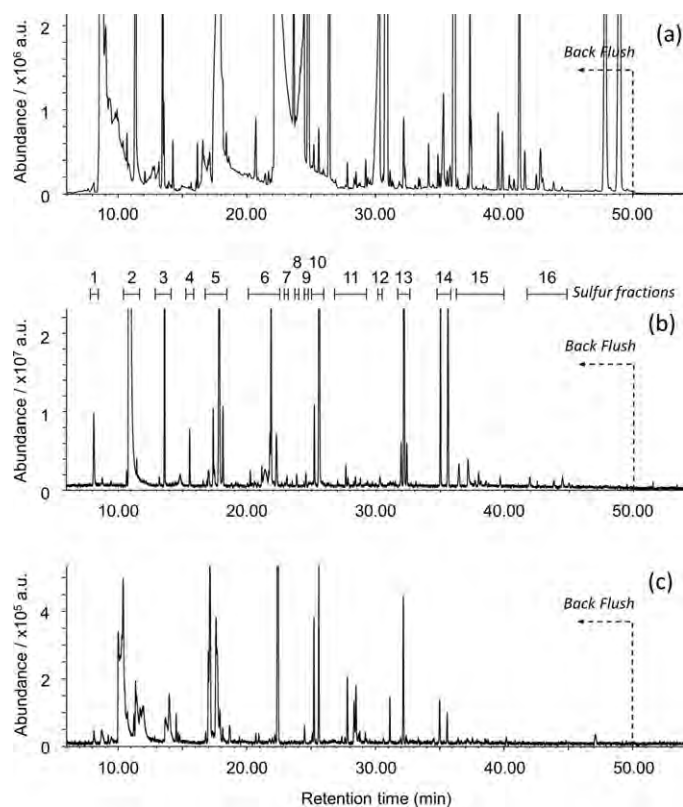 Abundance / x10⁶ a.u.
2
1
0
(a)
Back Flush
10.00 20.00 30.00 40.00 50.00
8 10
1 2 3 4 5 6 7 9 11 12 13 14 15 16
Sulfur fractions
Abundance / x10⁷ a.u.
2
1
0
(b)
Back Flush
10.00 20.00 30.00 40.00 50.00
Abundance / x10⁵ a.u.
4
2
0
(c)
Back Flush
10.00 20.00 30.00 40.00 50.00
Retention time (min)